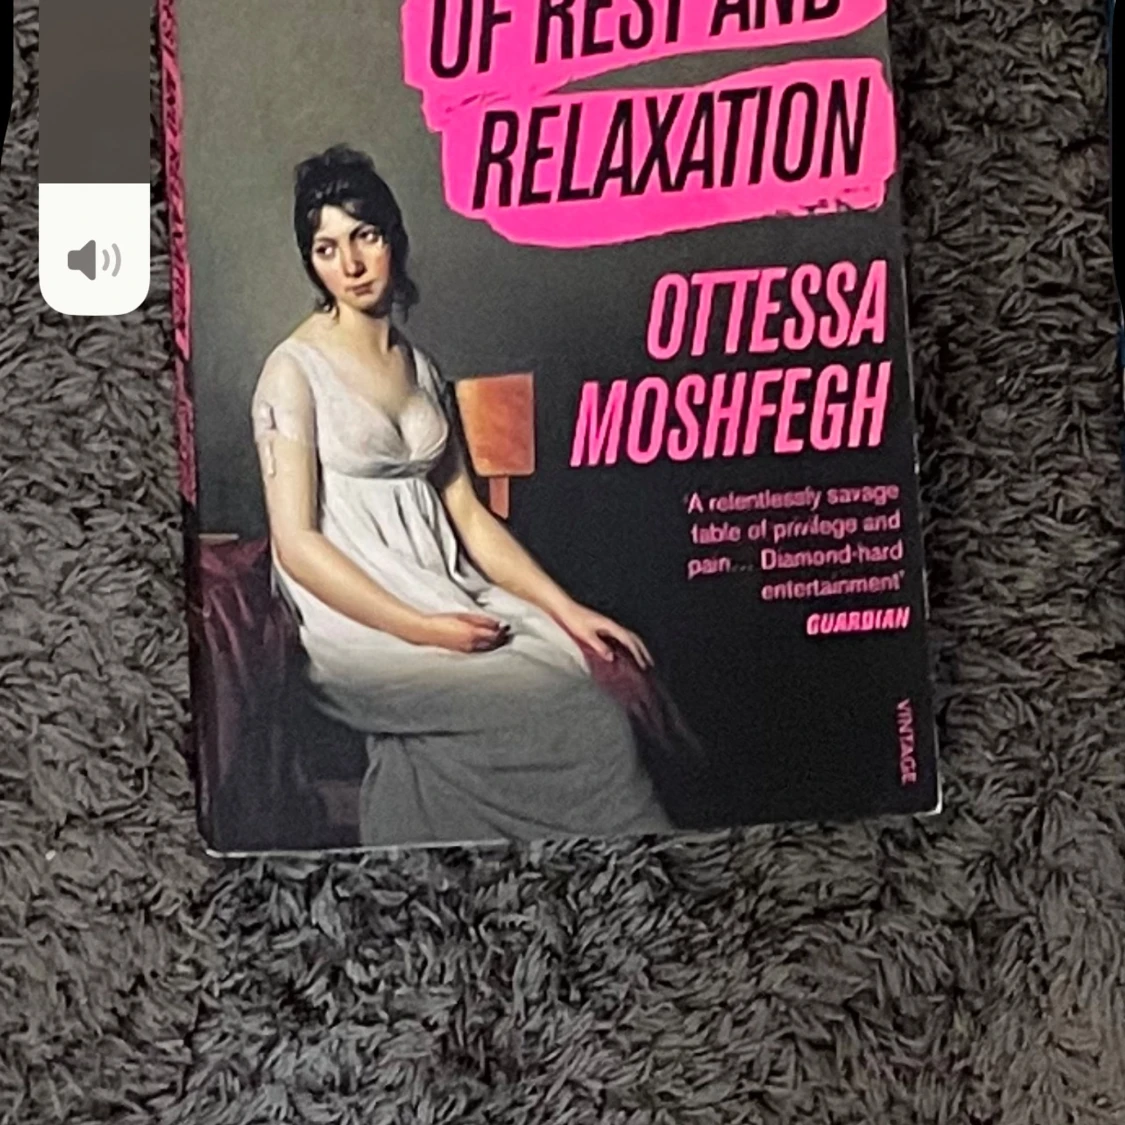 OF REST AND
RELAXATION
OTTESSA
MOSHFEGH
'A relentlessly savage
fable of privilege and
pain... Diamond-hard
entertainment'
GUARDIAN
VINTAGE